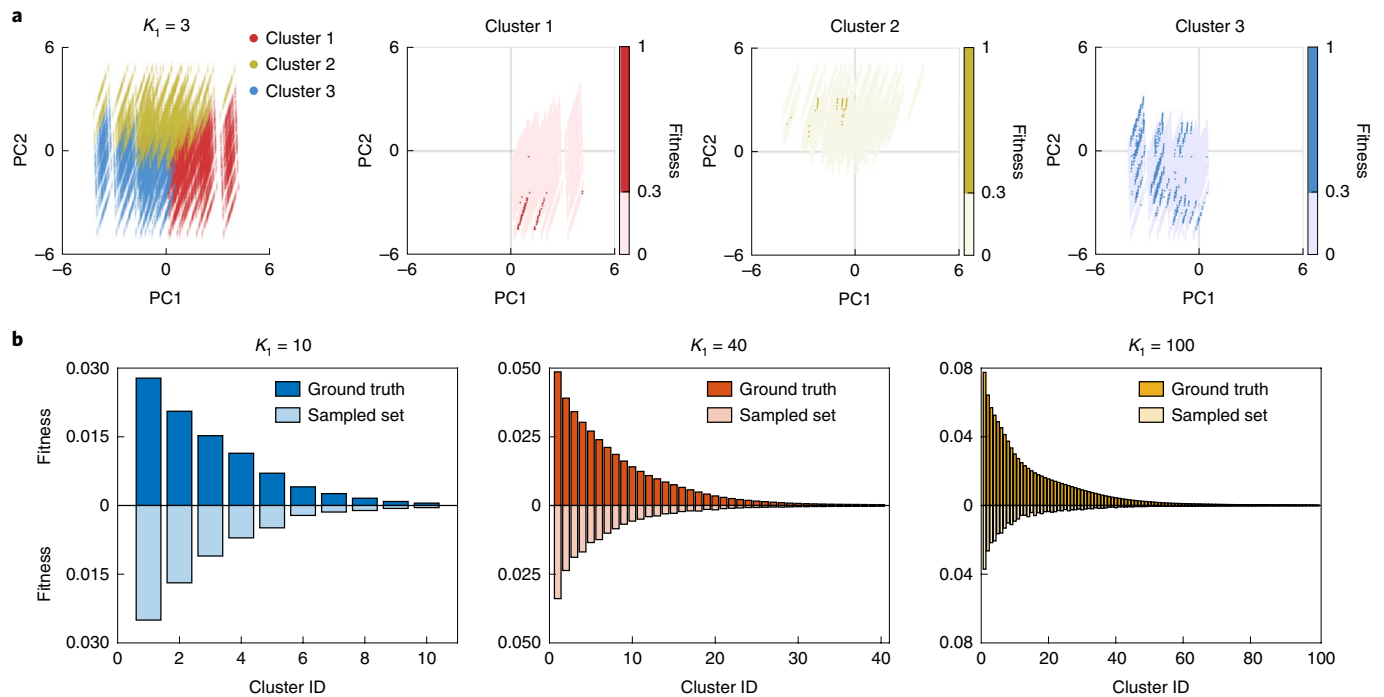 a
K1 = 3
Cluster 1
Cluster 2
Cluster 3
6
0
–6
PC2
–6
0
6
PC1
Cluster 1
6
0
–6
PC2
0
6
PC1
1
0.3
0
Fitness
Cluster 2
6
0
–6
PC2
–6
0
6
PC1
1
0.3
0
Fitness
Cluster 3
6
0
–6
PC2
–6
0
6
PC1
1
0.3
0
Fitness
b
K1 = 10
Ground truth
Sampled set
0.030
0.015
0
0.015
0.030
Fitness
Fitness
0
2
4
6
8
10
Cluster ID
K1 = 40
Ground truth
Sampled set
0.050
0.025
0
0.025
0.050
0
10
20
30
40
Cluster ID
K1 = 100
Ground truth
Sampled set
0.08
0.04
0
0.04
0.08
0
20
40
60
80
100
Cluster ID